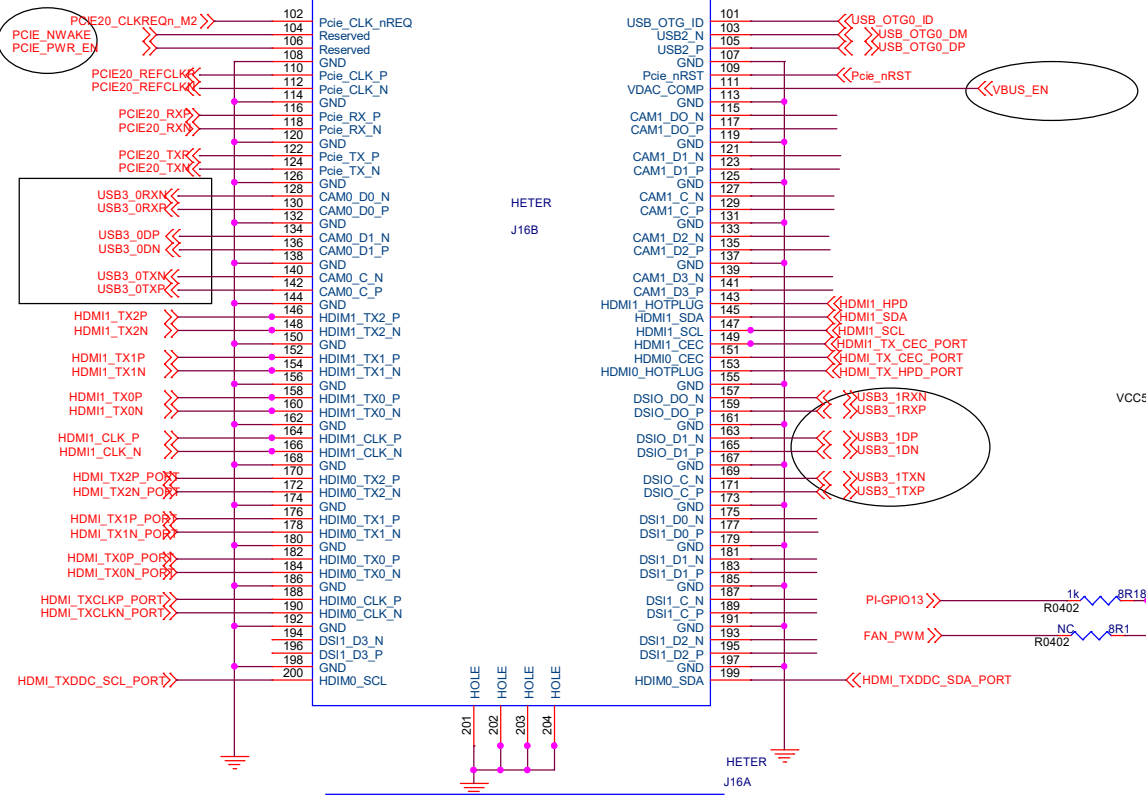 PCIE20_CLKREQn_M2 102 Pcie_CLK_nREQ
PCIE_NWAKE 104 Reserved
PCIE_PWR_EN 106 Reserved
108 GND
PCIE20_REFCLKP 110 Pcie_CLK_P
PCIE20_REFCLKN 112 Pcie_CLK_N
114 GND
PCIE20_RXP 116 Pcie_RX_P
PCIE20_RXN 118 Pcie_RX_N
120 GND
PCIE20_TXP 122 Pcie_TX_P
PCIE20_TXN 124 Pcie_TX_N
126 GND
USB3_0RXN 128 CAM0_D0_N
USB3_0RXP 130 CAM0_D0_P
132 GND
USB3_0DP 134 CAM0_D1_N
USB3_0DN 136 CAM0_D1_P
138 GND
USB3_0TXN 140 CAM0_C_N
USB3_0TXP 142 CAM0_C_P
144 GND
HDMI1_TX2P 146 HDIM1_TX2_P
HDMI1_TX2N 148 HDIM1_TX2_N
150 GND
HDMI1_TX1P 152 HDIM1_TX1_P
HDMI1_TX1N 154 HDIM1_TX1_N
156 GND
HDMI1_TX0P 158 HDIM1_TX0_P
HDMI1_TX0N 160 HDIM1_TX0_N
162 GND
HDMI1_CLK_P 164 HDIM1_CLK_P
HDMI1_CLK_N 166 HDIM1_CLK_N
168 GND
HDMI_TX2P_PORT 170 HDIM0_TX2_P
HDMI_TX2N_PORT 172 HDIM0_TX2_N
174 GND
HDMI_TX1P_PORT 176 HDIM0_TX1_P
HDMI_TX1N_PORT 178 HDIM0_TX1_N
180 GND
HDMI_TX0P_PORT 182 HDIM0_TX0_P
HDMI_TX0N_PORT 184 HDIM0_TX0_N
186 GND
HDMI_TXCLKP_PORT 188 HDIM0_CLK_P
HDMI_TXCLKN_PORT 190 HDIM0_CLK_N
192 GND
194 DSI1_D3_N
196 DSI1_D3_P
198 GND
HDMI_TXDDC_SCL_PORT 200 HDIM0_SCL
HETER
J16B
HOLE HOLE HOLE HOLE
201 202 203 204
USB_OTG_ID 101 USB_OTG0_ID
USB2_N 103 USB_OTG0_DM
USB2_P 105 USB_OTG0_DP
GND 107
Pcie_nRST 109 Pcie_nRST
VDAC_COMP 111 VBUS_EN
GND 113
CAM1_DO_N 115
CAM1_DO_P 117
GND 119
CAM1_D1_N 121
CAM1_D1_P 123
GND 125
CAM1_C_N 127
CAM1_C_P 129
GND 131
CAM1_D2_N 133
CAM1_D2_P 135
GND 137
CAM1_D3_N 139
CAM1_D3_P 141
HDMI1_HOTPLUG 143 HDMI1_HPD
HDMI1_SDA 145 HDMI1_SDA
HDMI1_SCL 147 HDMI1_SCL
HDMI1_CEC 149 HDMI1_TX_CEC_PORT
HDMI0_CEC 151 HDMI_TX_CEC_PORT
HDMI0_HOTPLUG 153 HDMI_TX_HPD_PORT
GND 155
DSIO_DO_N 157 USB3_1RXN
DSIO_DO_P 159 USB3_1RXP
GND 161
DSIO_D1_N 163 USB3_1DP
DSIO_D1_P 165 USB3_1DN
GND 167
DSIO_C_N 169 USB3_1TXN
DSIO_C_P 171 USB3_1TXP
GND 173
DSI1_D0_N 175
DSI1_D0_P 177
GND 179
DSI1_D1_N 181
DSI1_D1_P 183
GND 185
DSI1_C_N 187
DSI1_C_P 189
GND 191
DSI1_D2_N 193
DSI1_D2_P 195
GND 197
HDIM0_SDA 199 HDMI_TXDDC_SDA_PORT
VCC5
PI-GPIO13 1k 8R18
R0402
FAN_PWM NC 8R1
R0402
HETER
J16A